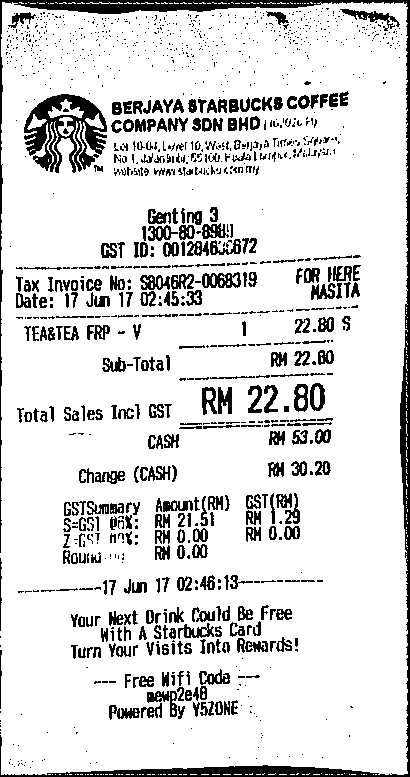 BERJAYA STARBUCKS COFFEE
COMPANY SDN BHD
Lot 10-04, Level 10, West, Berjaya Times Square,
No 1, Jalan Imbi, 55100, Kuala Lumpur, Malaysia
website www.starbucks.com.my
Genting 3
1300-80-8989
GST ID:
Tax Invoice No: S8046R2-0068319 FOR HERE
Date: 17 Jun 17 02:45:33 MASITA
TEA&TEA FRP - V 1 22.80 S
Sub-Total RM 22.80
Total Sales Incl GST RM 22.80
CASH RM 53.00
Change (CASH) RM 30.20
GSTSummary Amount(RM) GST(RM)
S=GST @6%: RM 21.51 RM 1.29
Z=GST @0%: RM 0.00 RM 0.00
Rounding RM 0.00
-----------17 Jun 17 02:46:13-----------
Your Next Drink Could Be Free
With A Starbucks Card
Turn Your Visits Into Rewards!
--- Free Wifi Code ---
mewp2e48
Powered By Y5ZONE